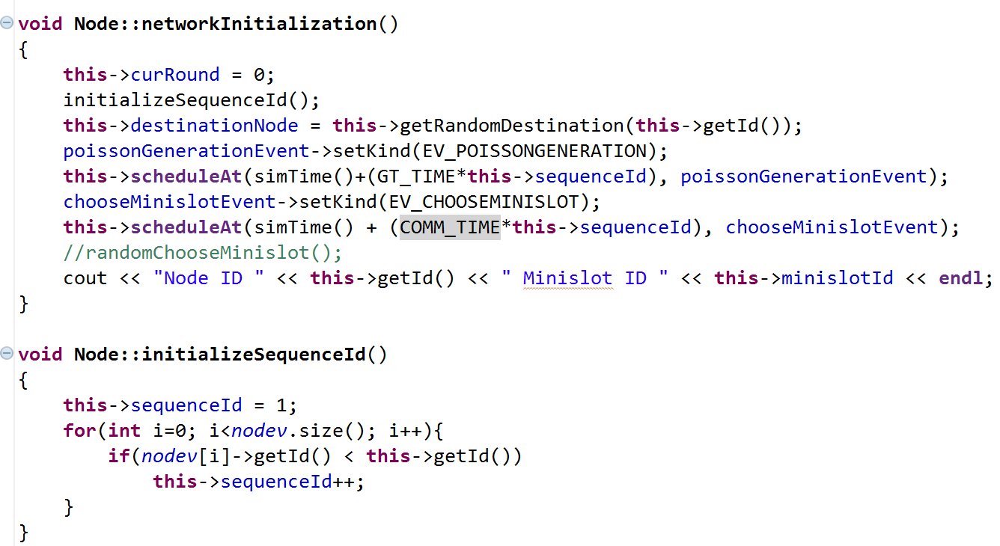 void Node::networkInitialization()
{
    this->curRound = 0;
    initializeSequenceId();
    this->destinationNode = this->getRandomDestination(this->getId());
    poissonGenerationEvent->setKind(EV_POISSONGENERATION);
    this->scheduleAt(simTime()+(GT_TIME*this->sequenceId), poissonGenerationEvent);
    chooseMinislotEvent->setKind(EV_CHOOSEMINISLOT);
    this->scheduleAt(simTime() + (COMM_TIME*this->sequenceId), chooseMinislotEvent);
    //randomChooseMinislot();
    cout << "Node ID " << this->getId() << " Minislot ID " << this->minislotId << endl;
}

void Node::initializeSequenceId()
{
    this->sequenceId = 1;
    for(int i=0; i<nodev.size(); i++){
        if(nodev[i]->getId() < this->getId())
            this->sequenceId++;
    }
}